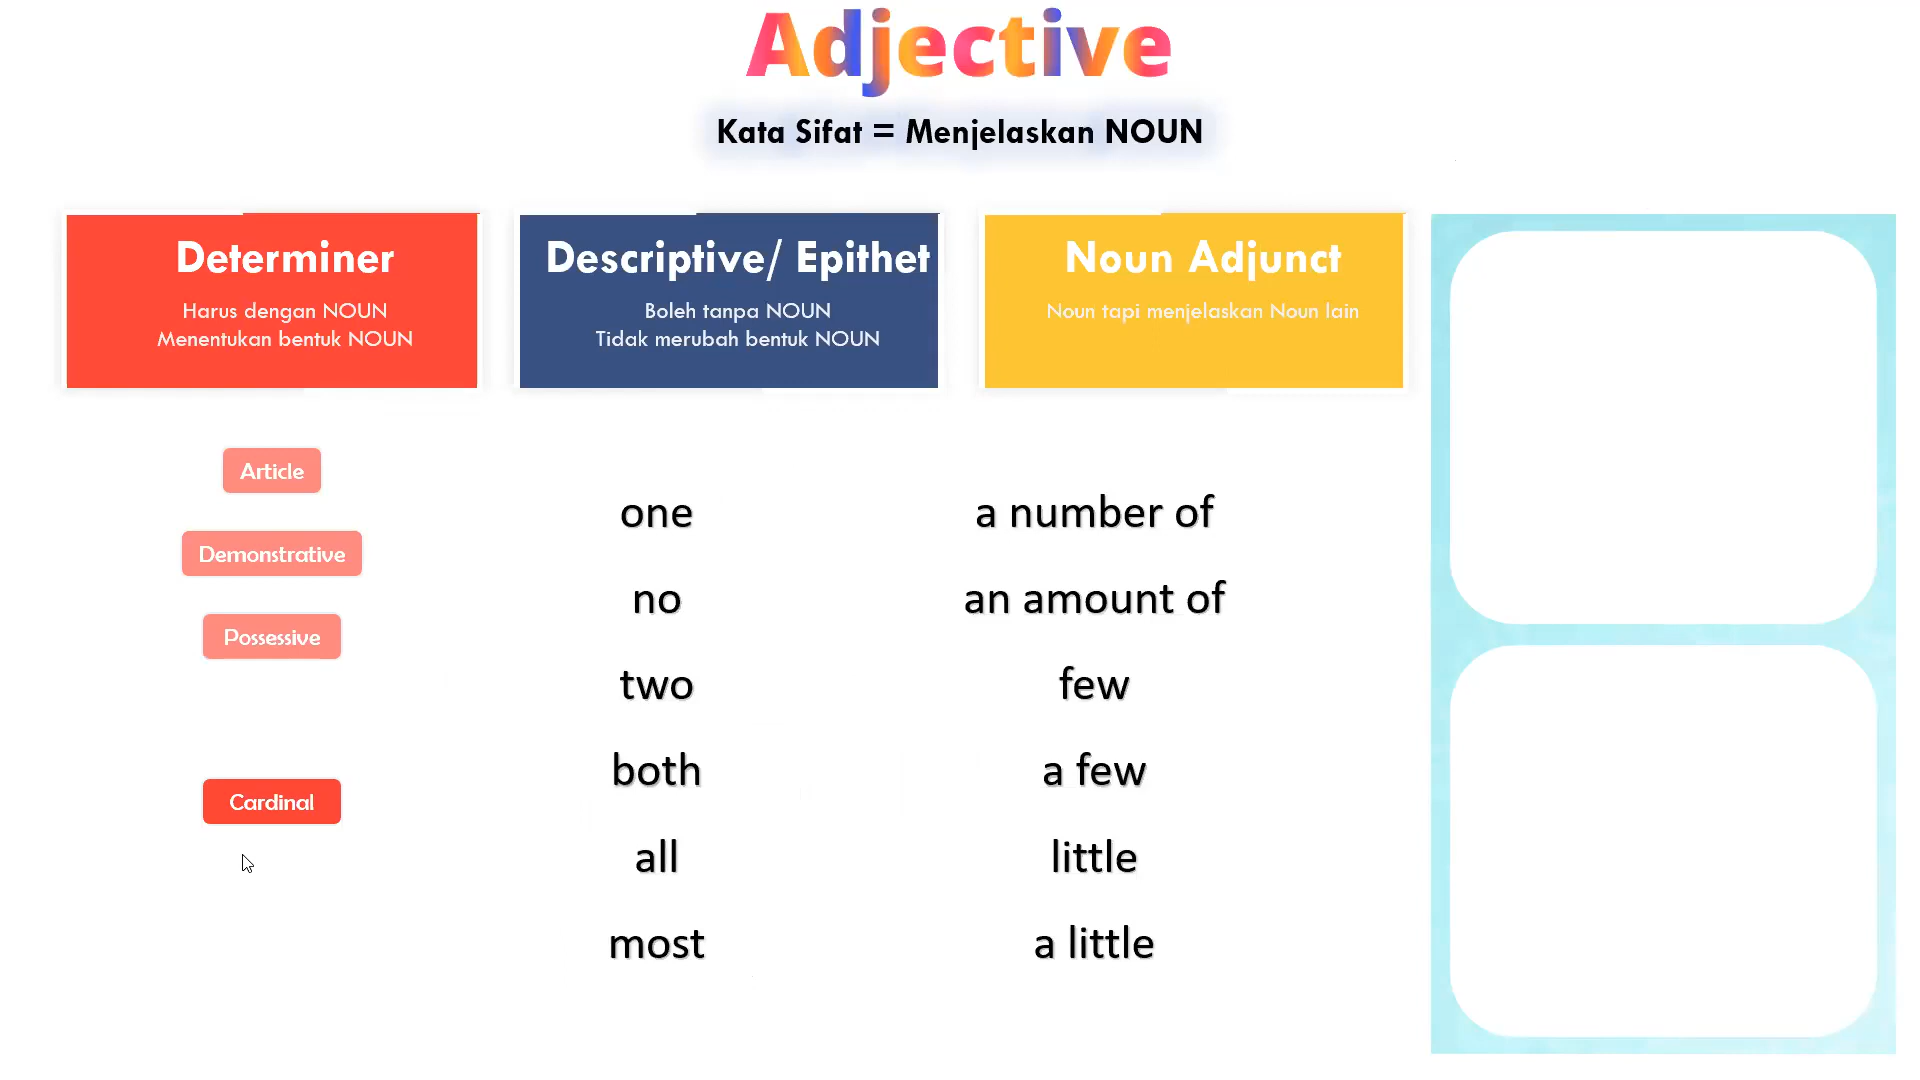 Adjective
Kata Sifat = Menjelaskan NOUN
Determiner
Harus dengan NOUN
Menentukan bentuk NOUN
Descriptive/ Epithet
Boleh tanpa NOUN
Tidak merubah bentuk NOUN
Noun Adjunct
Noun tapi menjelaskan Noun lain
Article
Demonstrative
Possessive
Cardinal
one
no
two
both
all
most
a number of
an amount of
few
a few
little
a little